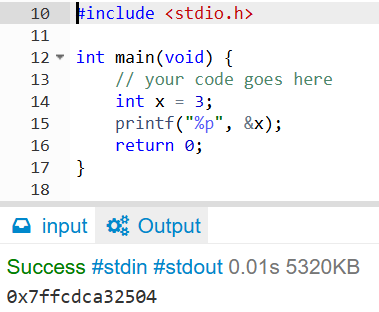 10 #include <stdio.h>
11
12 int main(void) {
13     // your code goes here
14     int x = 3;
15     printf("%p", &x);
16     return 0;
17 }
18
input Output
Success #stdin #stdout 0.01s 5320KB
0x7ffcdca32504